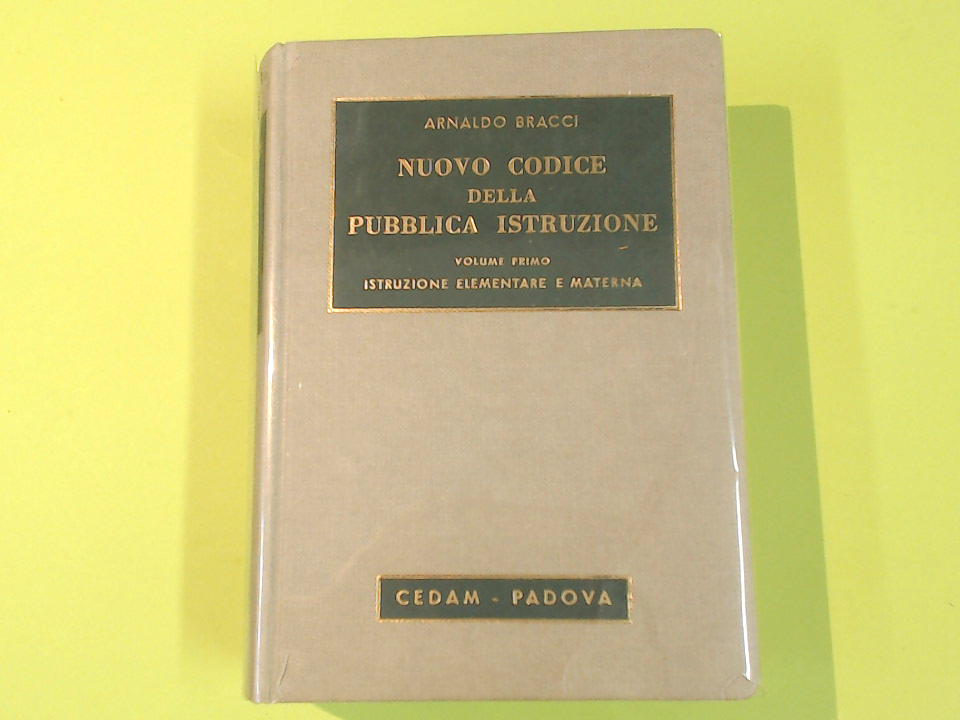 ARNALDO BRACCI
NUOVO CODICE
DELLA
PUBBLICA ISTRUZIONE
VOLUME PRIMO
ISTRUZIONE ELEMENTARE E MATERNA
CEDAM - PADOVA